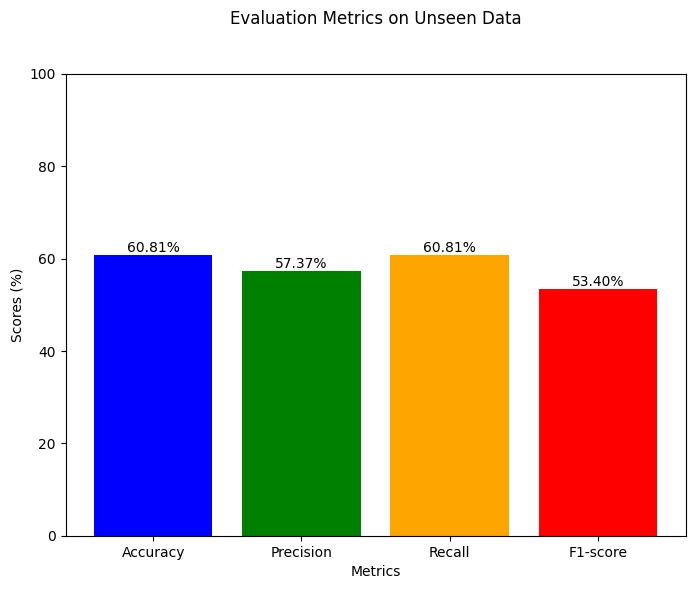 Evaluation Metrics on Unseen Data
100
80
60
40
20
0
Scores (%)
60.81%
57.37%
60.81%
53.40%
Accuracy Precision Recall F1-score
Metrics